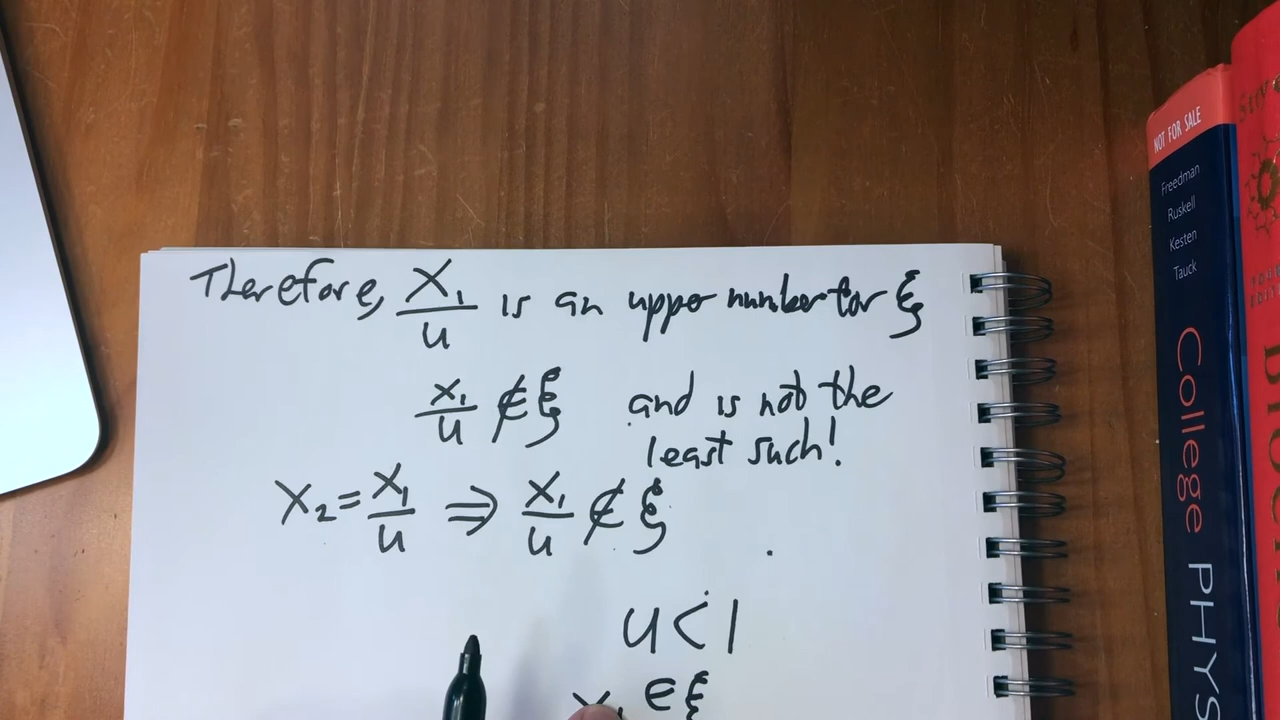 Therefore, X₁/u is an upper number for ξ
X₁/u ∉ ξ and is not the
least such!
X₂ = X₁/u ⇒ X₁/u ∉ ξ .
u < 1
X₁ ∈ ξ
NOT FOR SALE
Freedman
Ruskell
Kesten
Tauck
College PHYS